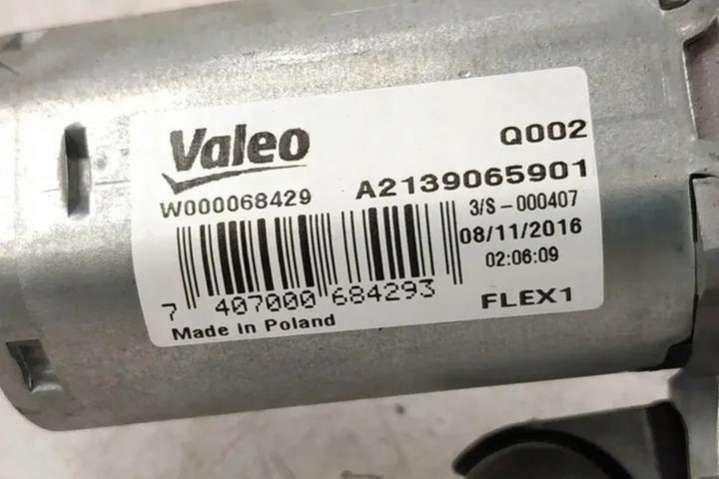 Valeo
Q002
W000068429
A2139065901
3/S-000407
08/11/2016
02:06:09
7 407000 684293
FLEX1
Made in Poland